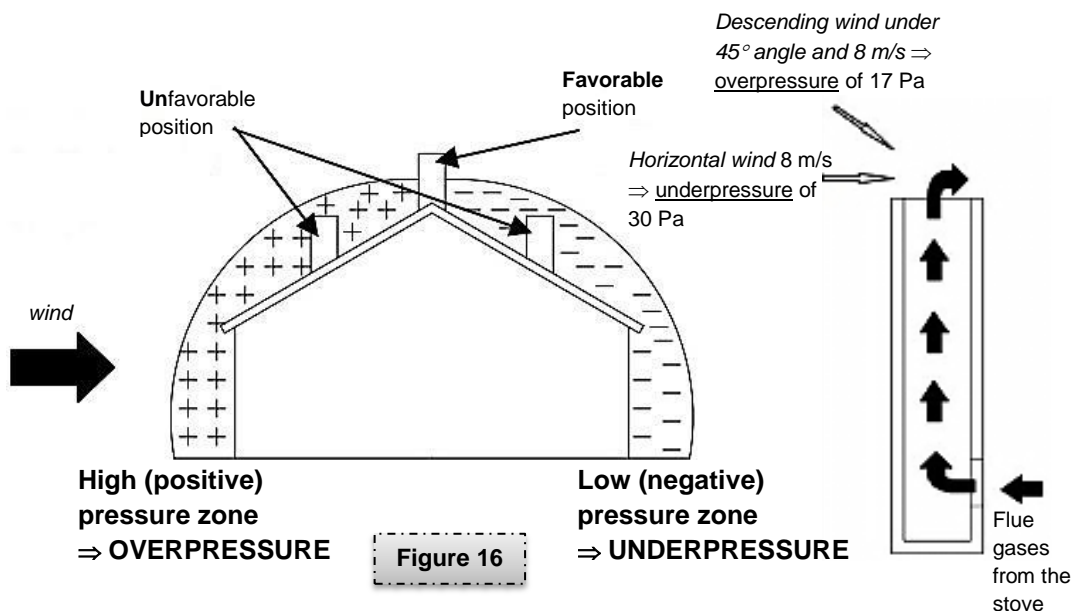 Descending wind under
45° angle and 8 m/s ⇒
overpressure of 17 Pa
Unfavorable
position
Favorable
position
Horizontal wind 8 m/s
⇒ underpressure of
30 Pa
wind
High (positive)
pressure zone
⇒ OVERPRESSURE
Low (negative)
pressure zone
⇒ UNDERPRESSURE
Figure 16
Flue
gases
from the
stove